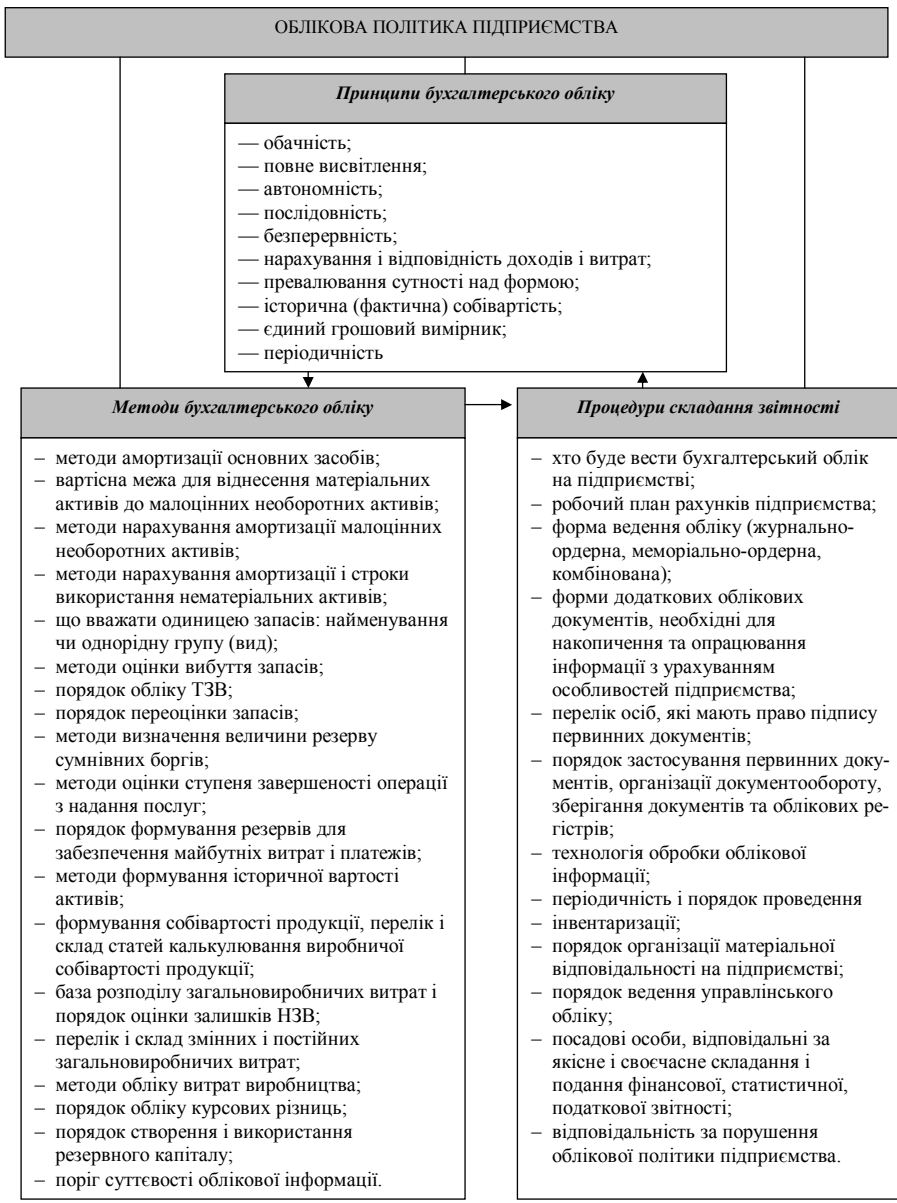 ОБЛІКОВА ПОЛІТИКА ПІДПРИЄМСТВА
Принципи бухгалтерського обліку
— обачність;
— повне висвітлення;
— автономність;
— послідовність;
— безперервність;
— нарахування і відповідність доходів і витрат;
— превалювання сутності над формою;
— історична (фактична) собівартість;
— єдиний грошовий вимірник;
— періодичність
Методи бухгалтерського обліку
– методи амортизації основних засобів;
– вартісна межа для віднесення матеріальних
активів до малоцінних необоротних активів;
– методи нарахування амортизації малоцінних
необоротних активів;
– методи нарахування амортизації і строки
використання нематеріальних активів;
– що вважати одиницею запасів: найменування
чи однорідну групу (вид);
– методи оцінки вибуття запасів;
– порядок обліку ТЗВ;
– порядок переоцінки запасів;
– методи визначення величини резерву
сумнівних боргів;
– методи оцінки ступеня завершеності операції
з надання послуг;
– порядок формування резервів для
забезпечення майбутніх витрат і платежів;
– методи формування історичної вартості
активів;
– формування собівартості продукції, перелік і
склад статей калькулювання виробничої
собівартості продукції;
– база розподілу загальновиробничих витрат і
порядок оцінки залишків НЗВ;
– перелік і склад змінних і постійних
загальновиробничих витрат;
– методи обліку витрат виробництва;
– порядок обліку курсових різниць;
– порядок створення і використання
резервного капіталу;
– поріг суттєвості облікової інформації.
Процедури складання звітності
– хто буде вести бухгалтерський облік
на підприємстві;
– робочий план рахунків підприємства;
– форма ведення обліку (журнально-
ордерна, меморіально-ордерна,
комбінована);
– форми додаткових облікових
документів, необхідні для
накопичення та опрацювання
інформації з урахуванням
особливостей підприємства;
– перелік осіб, які мають право підпису
первинних документів;
– порядок застосування первинних доку-
ментів, організації документообороту,
зберігання документів та облікових ре-
гістрів;
– технологія обробки облікової
інформації;
– періодичність і порядок проведення
– інвентаризації;
– порядок організації матеріальної
відповідальності на підприємстві;
– порядок ведення управлінського
обліку;
– посадові особи, відповідальні за
якісне і своєчасне складання і
подання фінансової, статистичної,
податкової звітності;
– відповідальність за порушення
облікової політики підприємства.